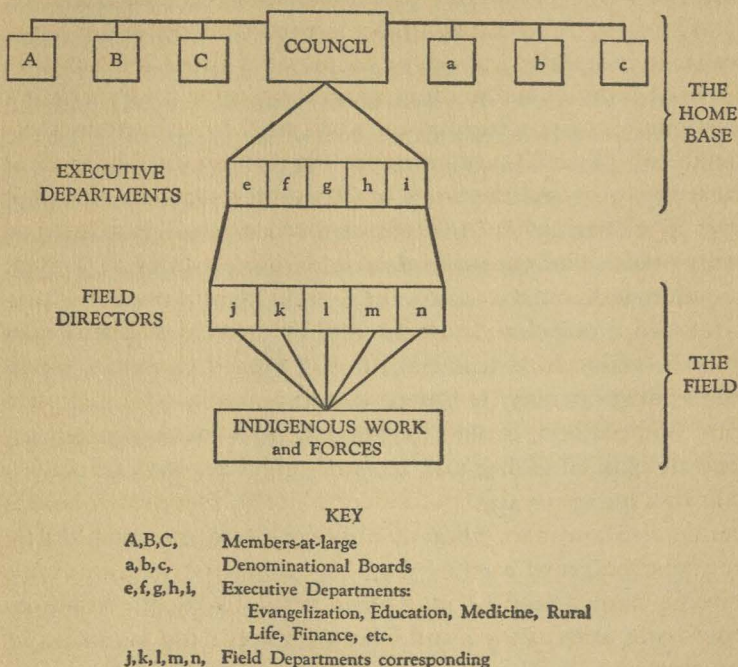 A B C COUNCIL a b c
THE
HOME
BASE
EXECUTIVE
DEPARTMENTS
e f g h i
FIELD
DIRECTORS
j k l m n
THE
FIELD
INDIGENOUS WORK
and FORCES
KEY
A,B,C, Members-at-large
a,b,c, Denominational Boards
e,f,g,h,i, Executive Departments:
Evangelization, Education, Medicine, Rural
Life, Finance, etc.
j,k,l,m,n, Field Departments corresponding